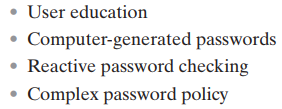 • User education
• Computer-generated passwords
• Reactive password checking
• Complex password policy